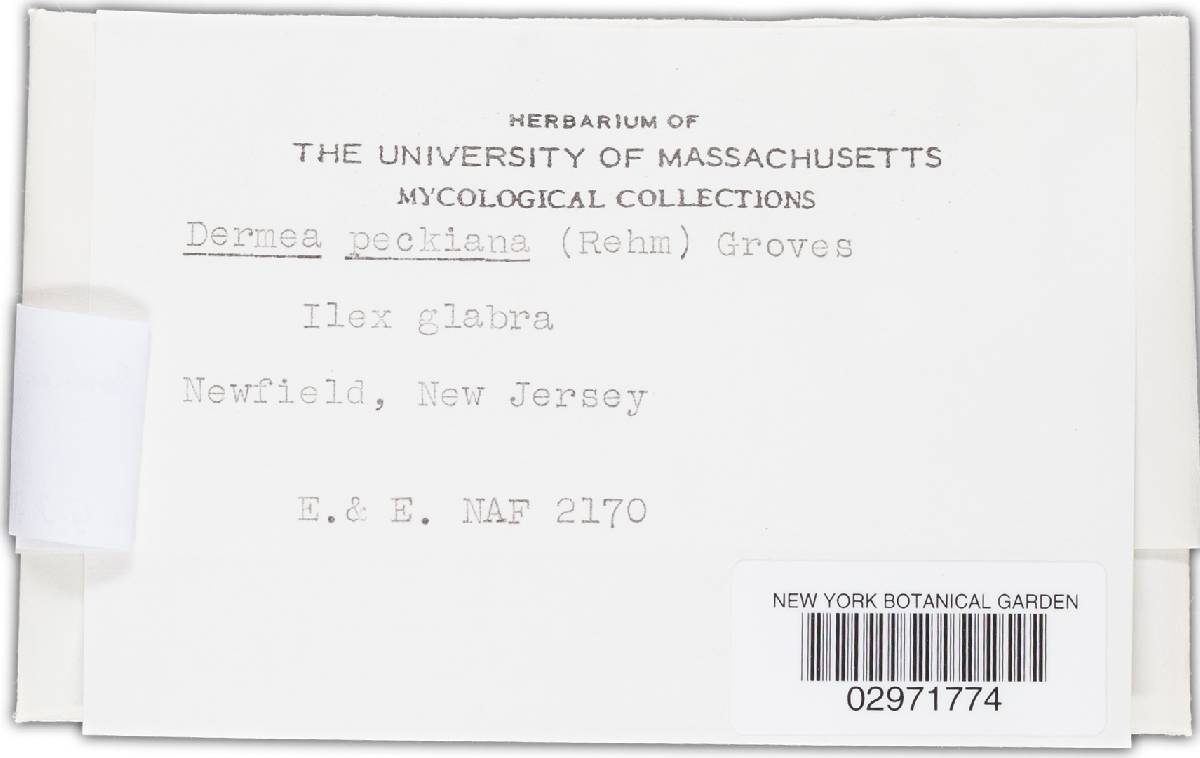 HERBARIUM OF
THE UNIVERSITY OF MASSACHUSETTS
MYCOLOGICAL COLLECTIONS
Dermea peckiana (Rehm) Groves
Ilex glabra
Newfield, New Jersey
E.& E. NAF 2170
NEW YORK BOTANICAL GARDEN
02971774